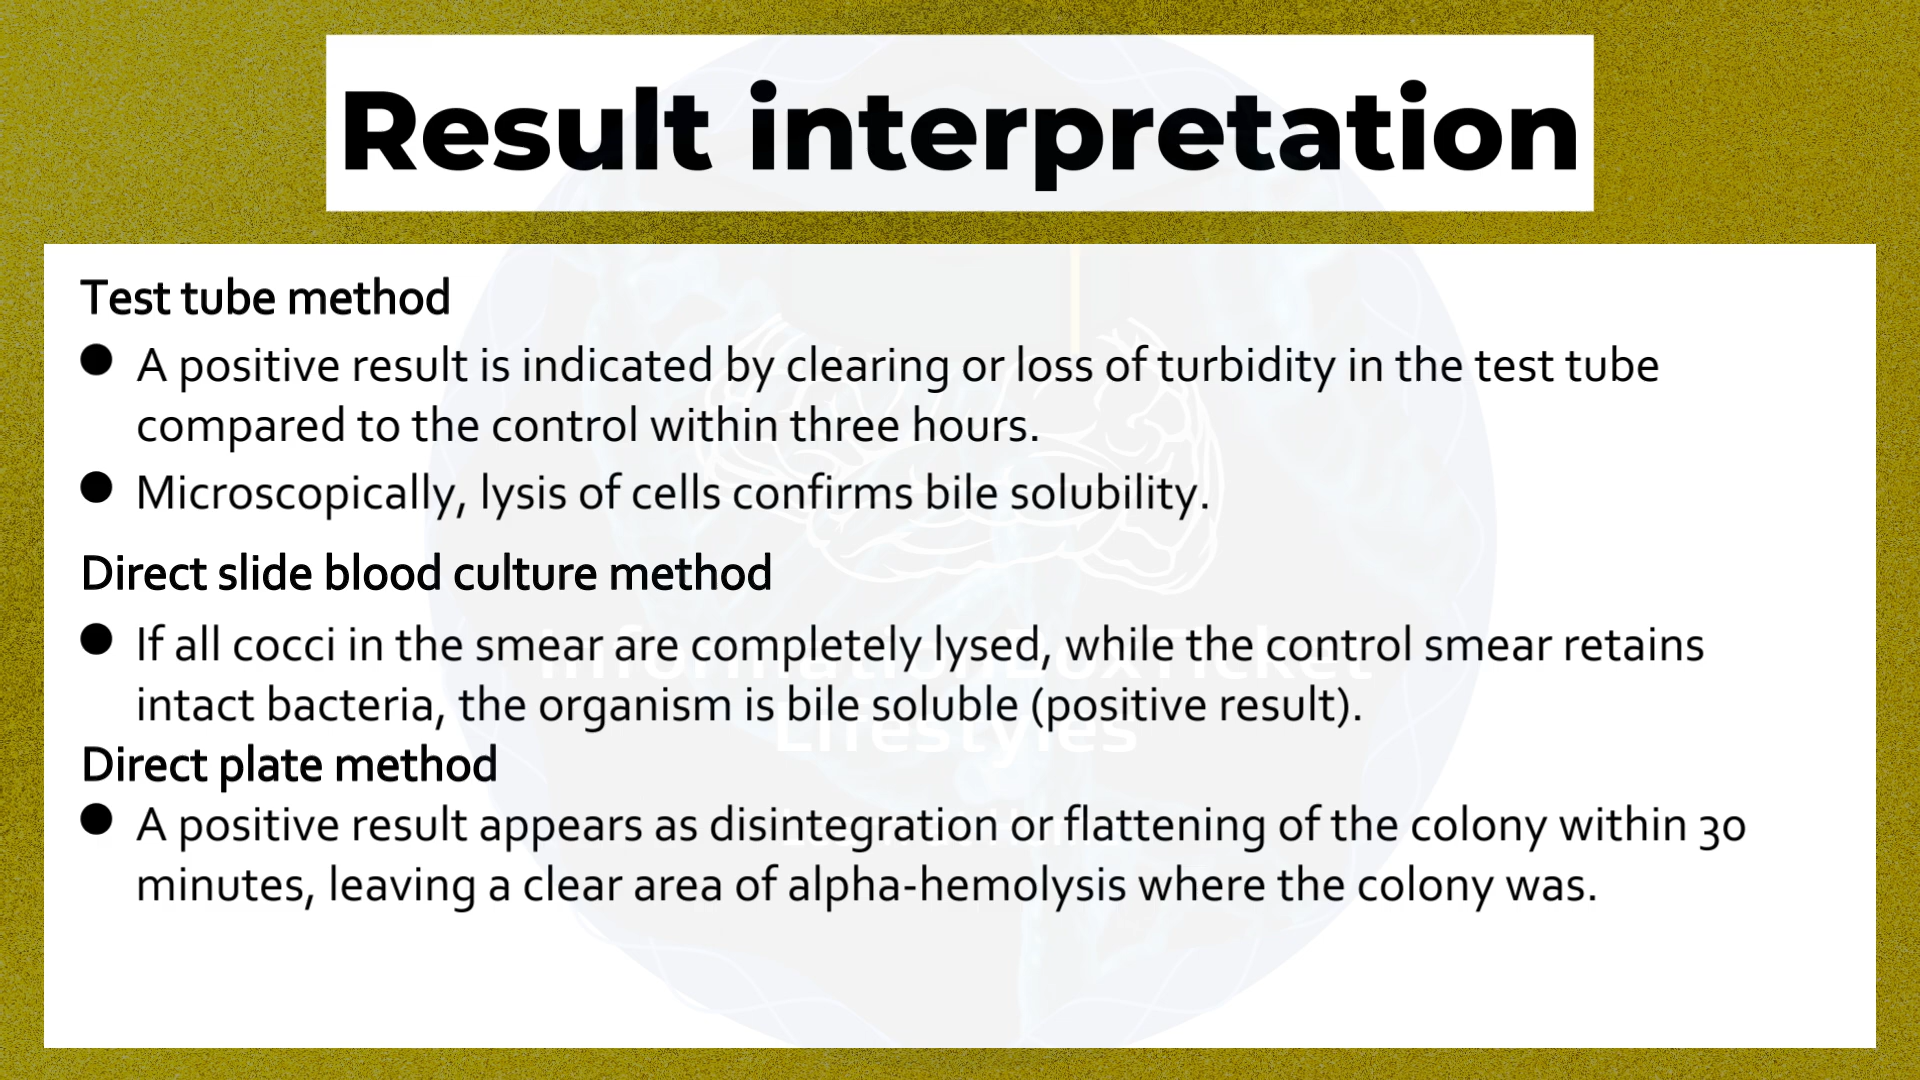 Result interpretation
Test tube method
● A positive result is indicated by clearing or loss of turbidity in the test tube
compared to the control within three hours.
● Microscopically, lysis of cells confirms bile solubility.
Direct slide blood culture method
● If all cocci in the smear are completely lysed, while the control smear retains
intact bacteria, the organism is bile soluble (positive result).
Direct plate method
● A positive result appears as disintegration or flattening of the colony within 30
minutes, leaving a clear area of alpha-hemolysis where the colony was.
InformationBoxTicket
Lifestyles